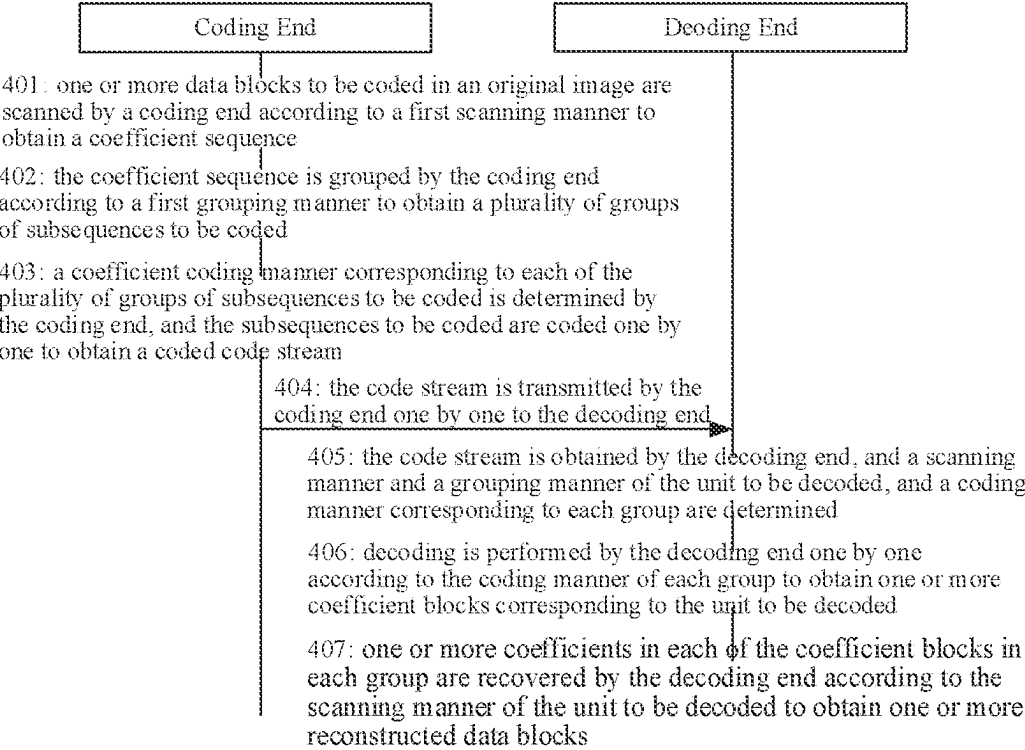 Coding End
Deoding End
401: one or more data blocks to be coded in an original image are
scanned by a coding end according to a first scanning manner to
obtain a coefficient sequence
402: the coefficient sequence is grouped by the coding end
according to a first grouping manner to obtain a plurality of groups
of subsequences to be coded
403: a coefficient coding manner corresponding to each of the
plurality of groups of subsequences to be coded is determined by
the coding end, and the subsequences to be coded are coded one by
one to obtain a coded code stream
404: the code stream is transmitted by the
coding end one by one to the decoding end
405: the code stream is obtained by the decoding end, and a scanning
manner and a grouping manner of the unit to be decoded, and a coding
manner corresponding to each group are determined
406: decoding is performed by the decoding end one by one
according to the coding manner of each group to obtain one or more
coefficient blocks corresponding to the unit to be decoded
407: one or more coefficients in each of the coefficient blocks in
each group are recovered by the decoding end according to the
scanning manner of the unit to be decoded to obtain one or more
reconstructed data blocks